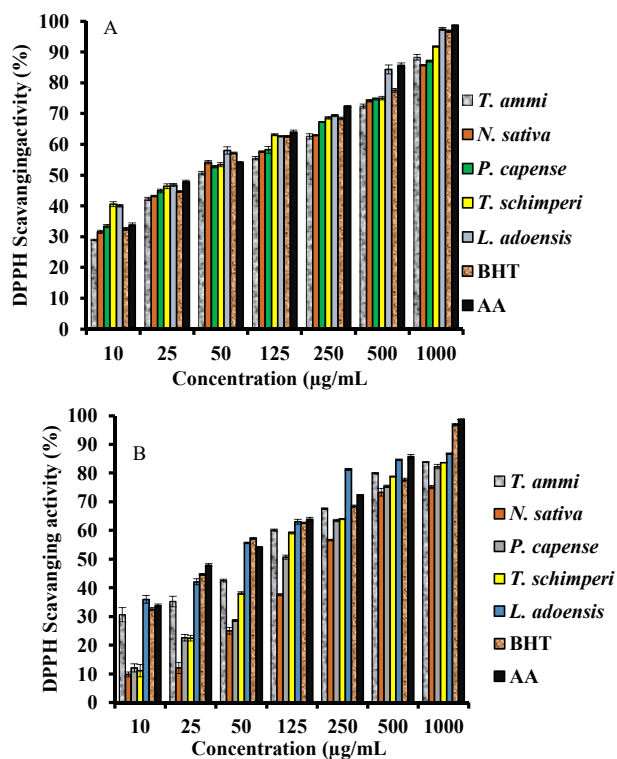 A
DPPH Scavangingactivity (%)
100
90
80
70
60
50
40
30
20
10
0
10 25 50 125 250 500 1000
Concentration (µg/mL
T. ammi
N. sativa
P. capense
T. schimperi
L. adoensis
BHT
AA
B
DPPH Scavanging activity (%)
100
90
80
70
60
50
40
30
20
10
0
10 25 50 125 250 500 1000
Concentration (µg/mL
T. ammi
N. sativa
P. capense
T. schimperi
L. adoensis
BHT
AA